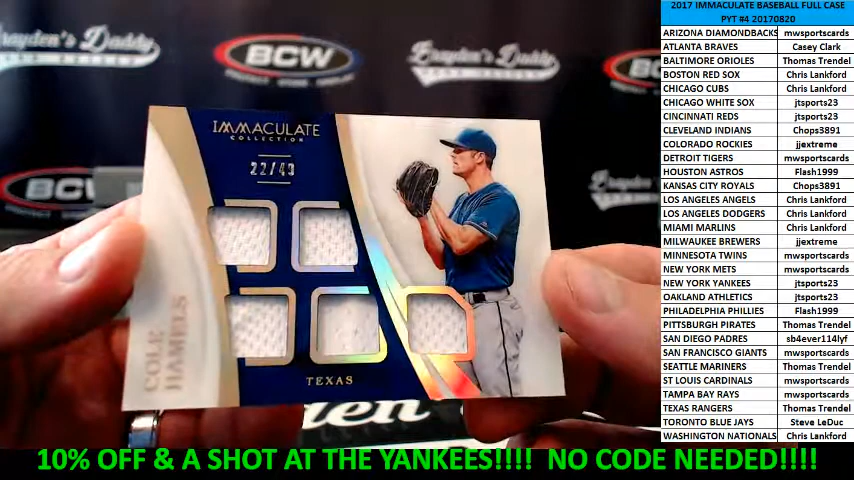 2017 IMMACULATE BASEBALL FULL CASE
PYT #4 20170820
ARIZONA DIAMONDBACKS mwsportscards
ATLANTA BRAVES Casey Clark
BALTIMORE ORIOLES Thomas Trendel
BOSTON RED SOX Chris Lankford
CHICAGO CUBS Chris Lankford
CHICAGO WHITE SOX jtsports23
CINCINNATI REDS jtsports23
CLEVELAND INDIANS Chops3891
COLORADO ROCKIES jjextreme
DETROIT TIGERS mwsportscards
HOUSTON ASTROS Flash1999
KANSAS CITY ROYALS Chops3891
LOS ANGELES ANGELS Chris Lankford
LOS ANGELES DODGERS Chris Lankford
MIAMI MARLINS Chris Lankford
MILWAUKEE BREWERS jjextreme
MINNESOTA TWINS mwsportscards
NEW YORK METS mwsportscards
NEW YORK YANKEES jtsports23
OAKLAND ATHLETICS jtsports23
PHILADELPHIA PHILLIES Flash1999
PITTSBURGH PIRATES Thomas Trendel
SAN DIEGO PADRES sb4ever114lyf
SAN FRANCISCO GIANTS mwsportscards
SEATTLE MARINERS Thomas Trendel
ST LOUIS CARDINALS mwsportscards
TAMPA BAY RAYS mwsportscards
TEXAS RANGERS Thomas Trendel
TORONTO BLUE JAYS Steve LeDuc
WASHINGTON NATIONALS Chris Lankford
Brayden's Daddy
BCW
Brayden's Daddy
IMMACULATE
COLLECTION
22/49
COLE
HAMELS
TEXAS
10% OFF & A SHOT AT THE YANKEES!!!! NO CODE NEEDED!!!!